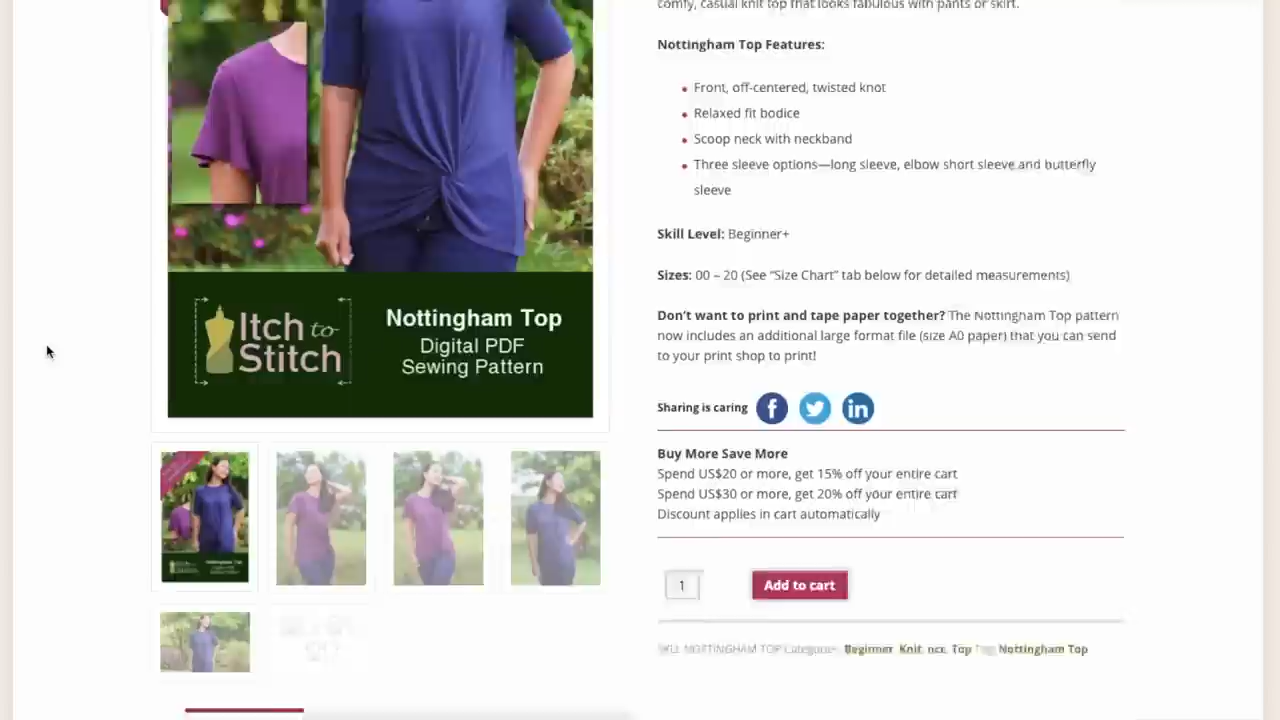 Itch to
Stitch
Nottingham Top
Digital PDF
Sewing Pattern
comfy, casual knit top that looks fabulous with pants or skirt.
Nottingham Top Features:
Front, off-centered, twisted knot
Relaxed fit bodice
Scoop neck with neckband
Three sleeve options—long sleeve, elbow short sleeve and butterfly
sleeve
Skill Level: Beginner+
Sizes: 00 – 20 (See “Size Chart” tab below for detailed measurements)
Don’t want to print and tape paper together? The Nottingham Top pattern
now includes an additional large format file (size A0 paper) that you can send
to your print shop to print!
Sharing is caring
Buy More Save More
Spend US$20 or more, get 15% off your entire cart
Spend US$30 or more, get 20% off your entire cart
Discount applies in cart automatically
1 Add to cart
NOTTINGHAM TOP Beginner Knit Top Nottingham Top